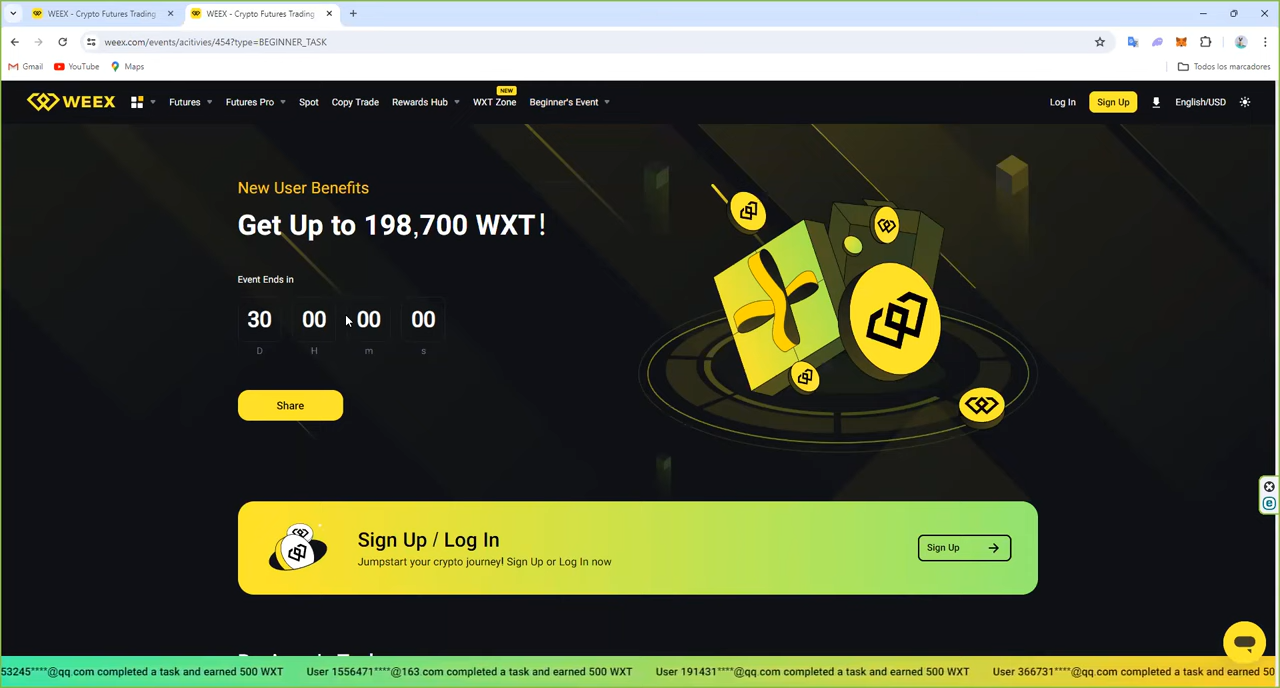 WEEX - Crypto Futures Trading
WEEX - Crypto Futures Trading
weex.com/events/acitivies/454?type=BEGINNER_TASK
Gmail
YouTube
Maps
Todos los marcadores
WEEX
Futures
Futures Pro
Spot
Copy Trade
Rewards Hub
NEW
WXT Zone
Beginner's Event
Log In
Sign Up
English/USD
New User Benefits
Get Up to 198,700 WXT!
Event Ends in
30 00 00 00
D H m s
Share
Sign Up / Log In
Jumpstart your crypto journey! Sign Up or Log In now
Sign Up
53245****@qq.com completed a task and earned 500 WXT User 1556471****@163.com completed a task and earned 500 WXT User 191431****@qq.com completed a task and earned 500 WXT User 366731****@qq.com completed a task and earned 50